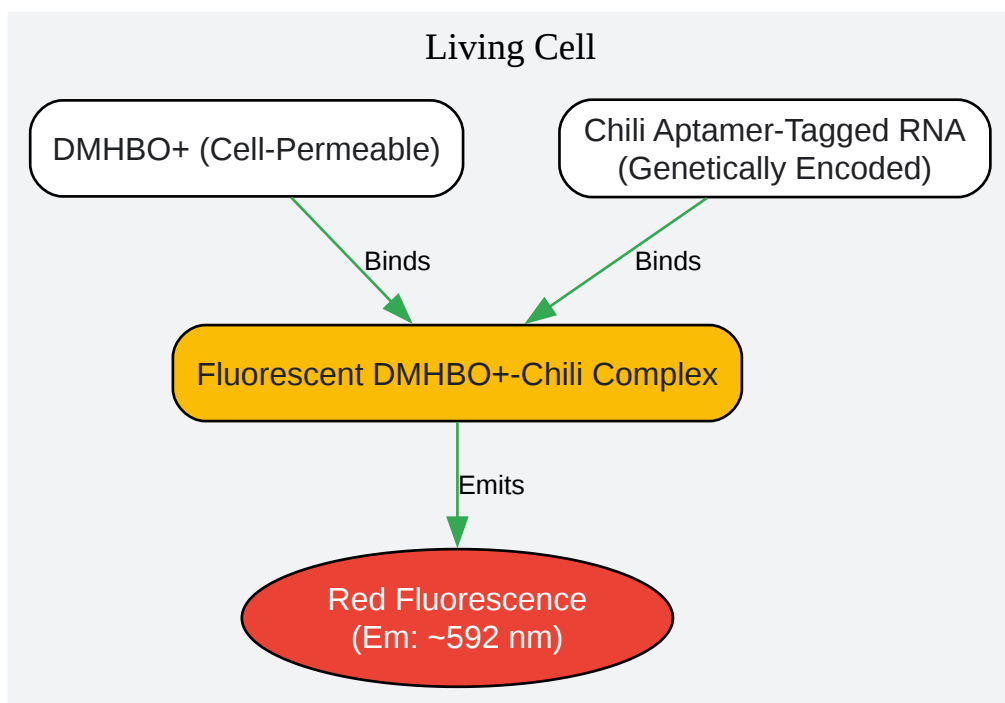 Living Cell
DMHBO+ (Cell-Permeable)
Chili Aptamer-Tagged RNA
(Genetically Encoded)
Binds
Binds
Fluorescent DMHBO+-Chili Complex
Emits
Red Fluorescence
(Em: ~592 nm)